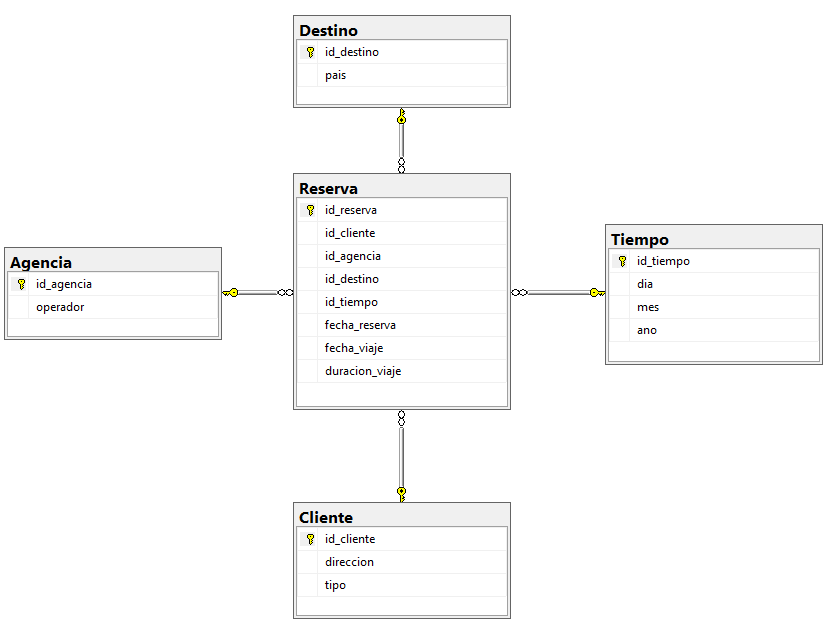 Destino
id_destino
pais
Reserva
id_reserva
id_cliente
id_agencia
id_destino
id_tiempo
fecha_reserva
fecha_viaje
duracion_viaje
Agencia
id_agencia
operador
Tiempo
id_tiempo
dia
mes
ano
Cliente
id_cliente
direccion
tipo